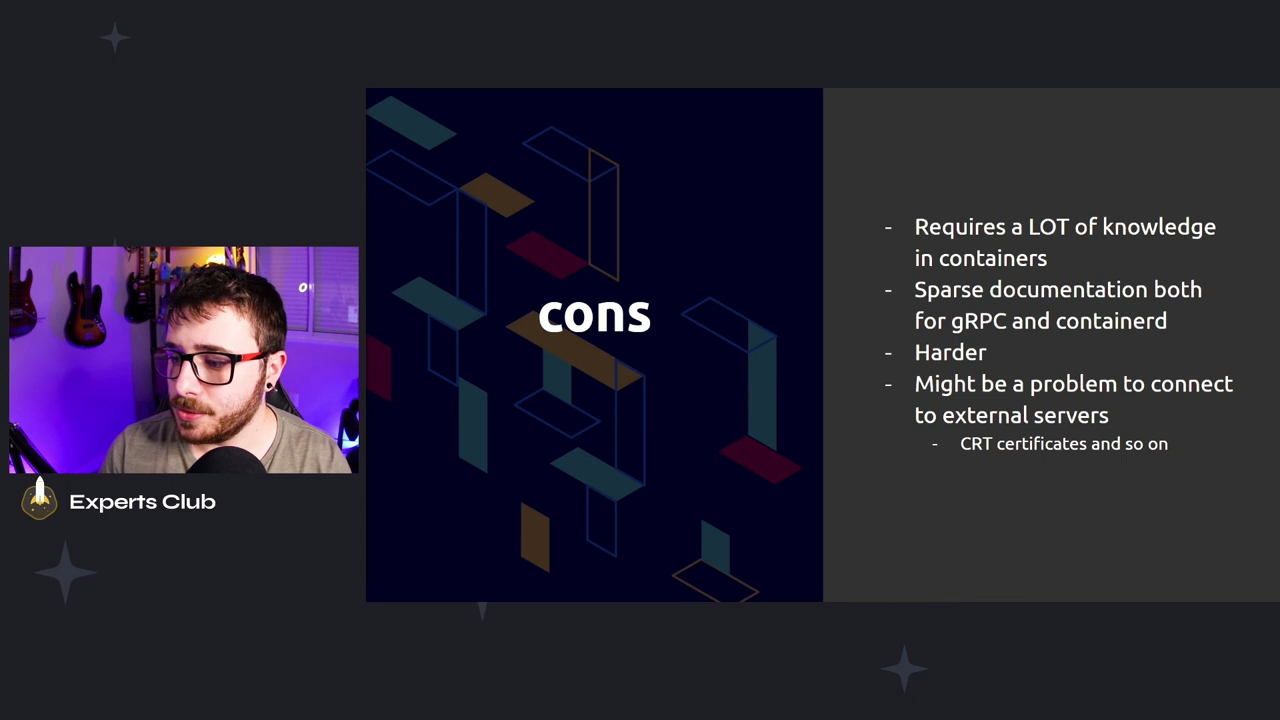 cons
- Requires a LOT of knowledge
in containers
- Sparse documentation both
for gRPC and containerd
- Harder
- Might be a problem to connect
to external servers
- CRT certificates and so on
Experts Club